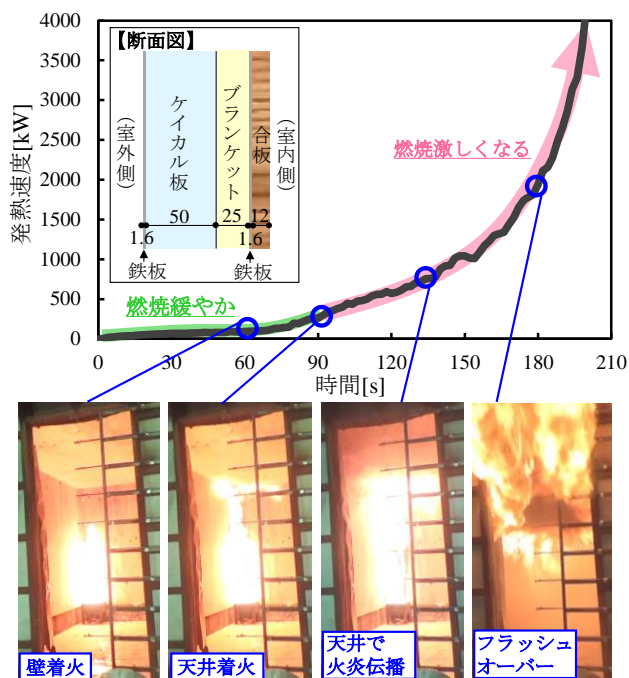 4000
3500
3000
2500
2000
1500
1000
500
0
発熱速度[kW]
【断面図】
(室外側)
ケイカル板
ブランケット
合板
(室内側)
50
25
12
1.6
1.6
鉄板
鉄板
燃焼激しくなる
燃焼緩やか
0
30
60
90
120
150
180
210
時間[s]
壁着火
天井着火
天井で
火炎伝播
フラッシュ
オーバー